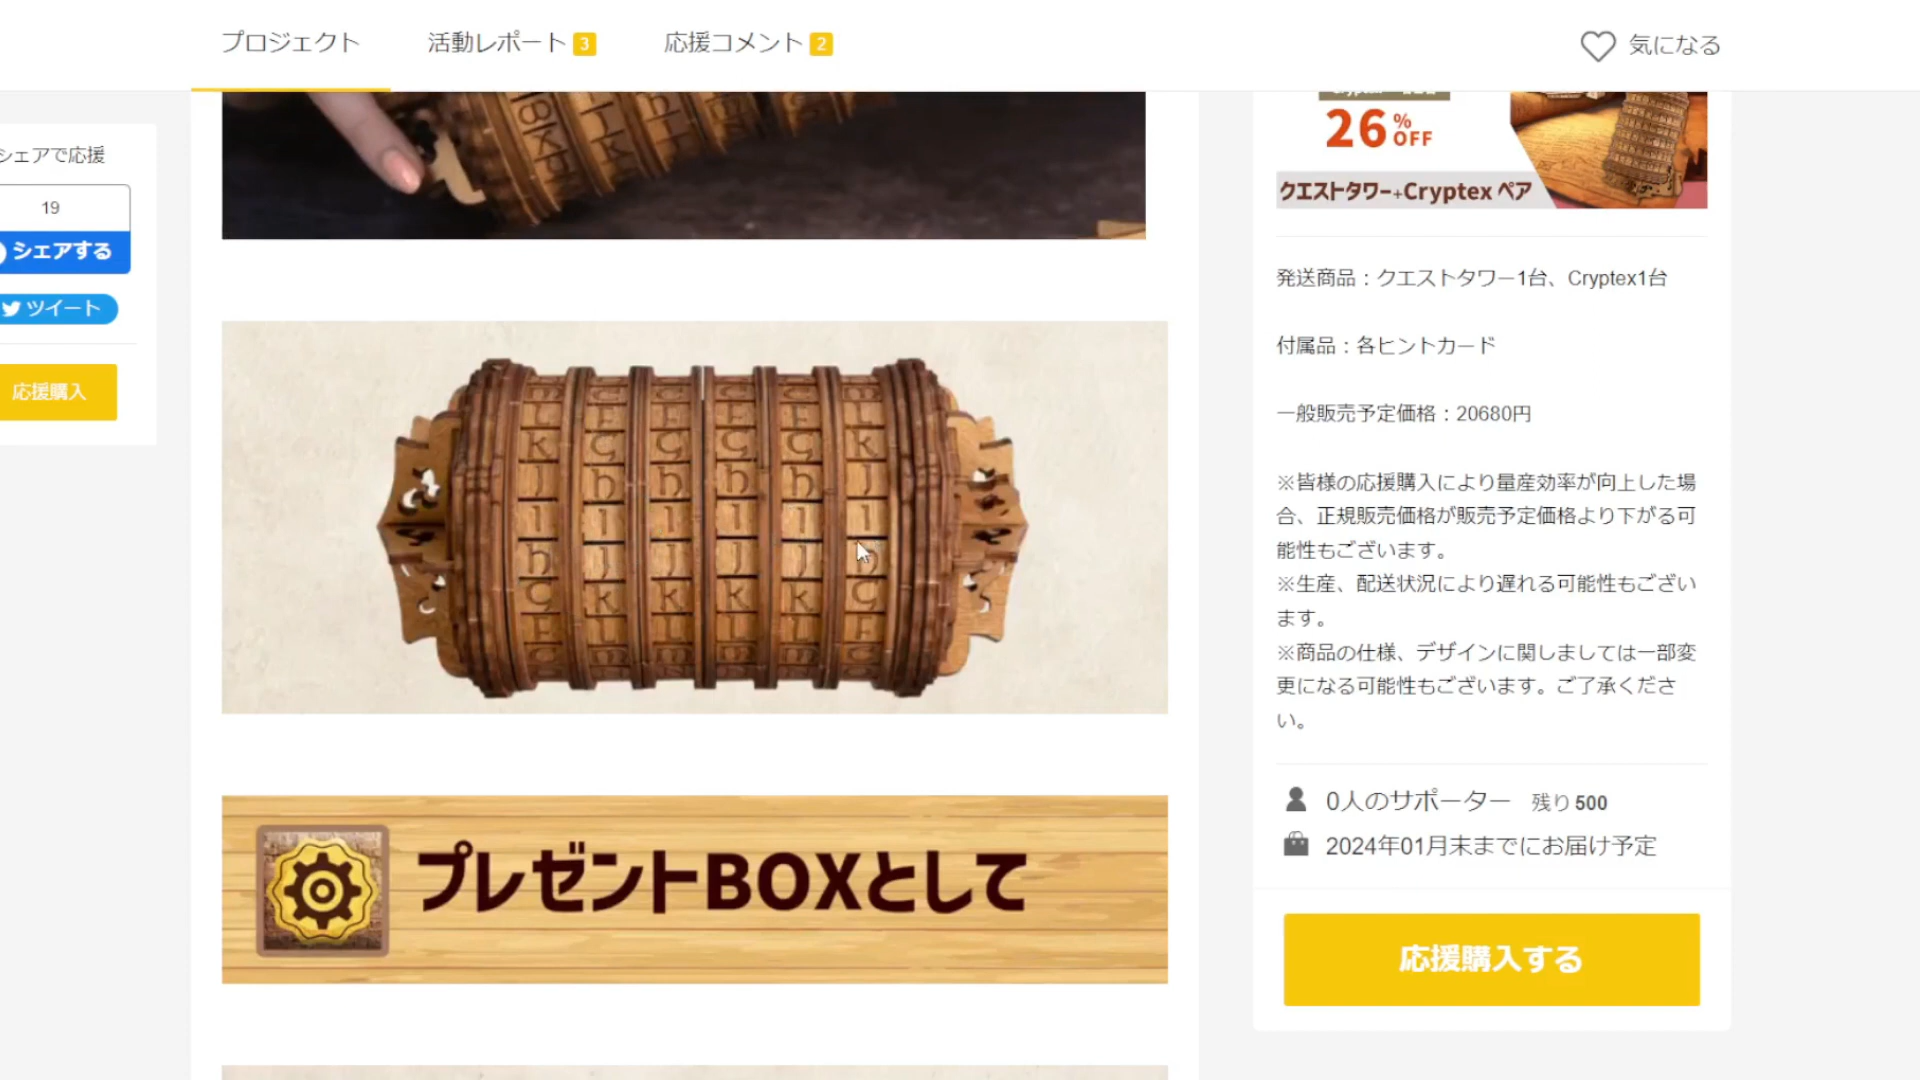 プロジェクト
活動レポート 3
応援コメント 2
気になる
シェアで応援
19
シェアする
ツイート
応援購入
26%OFF
クエストタワー+Cryptex ペア
発送商品：クエストタワー1台、Cryptex1台
付属品：各ヒントカード
一般販売予定価格：20680円
※皆様の応援購入により量産効率が向上した場
合、正規販売価格が販売予定価格より下がる可
能性もございます。
※生産、配送状況により遅れる可能性もござい
ます。
※商品の仕様、デザインに関しましては一部変
更になる可能性もございます。ご了承くださ
い。
0人のサポーター 残り 500
2024年01月末までにお届け予定
応援購入する
プレゼントBOXとして